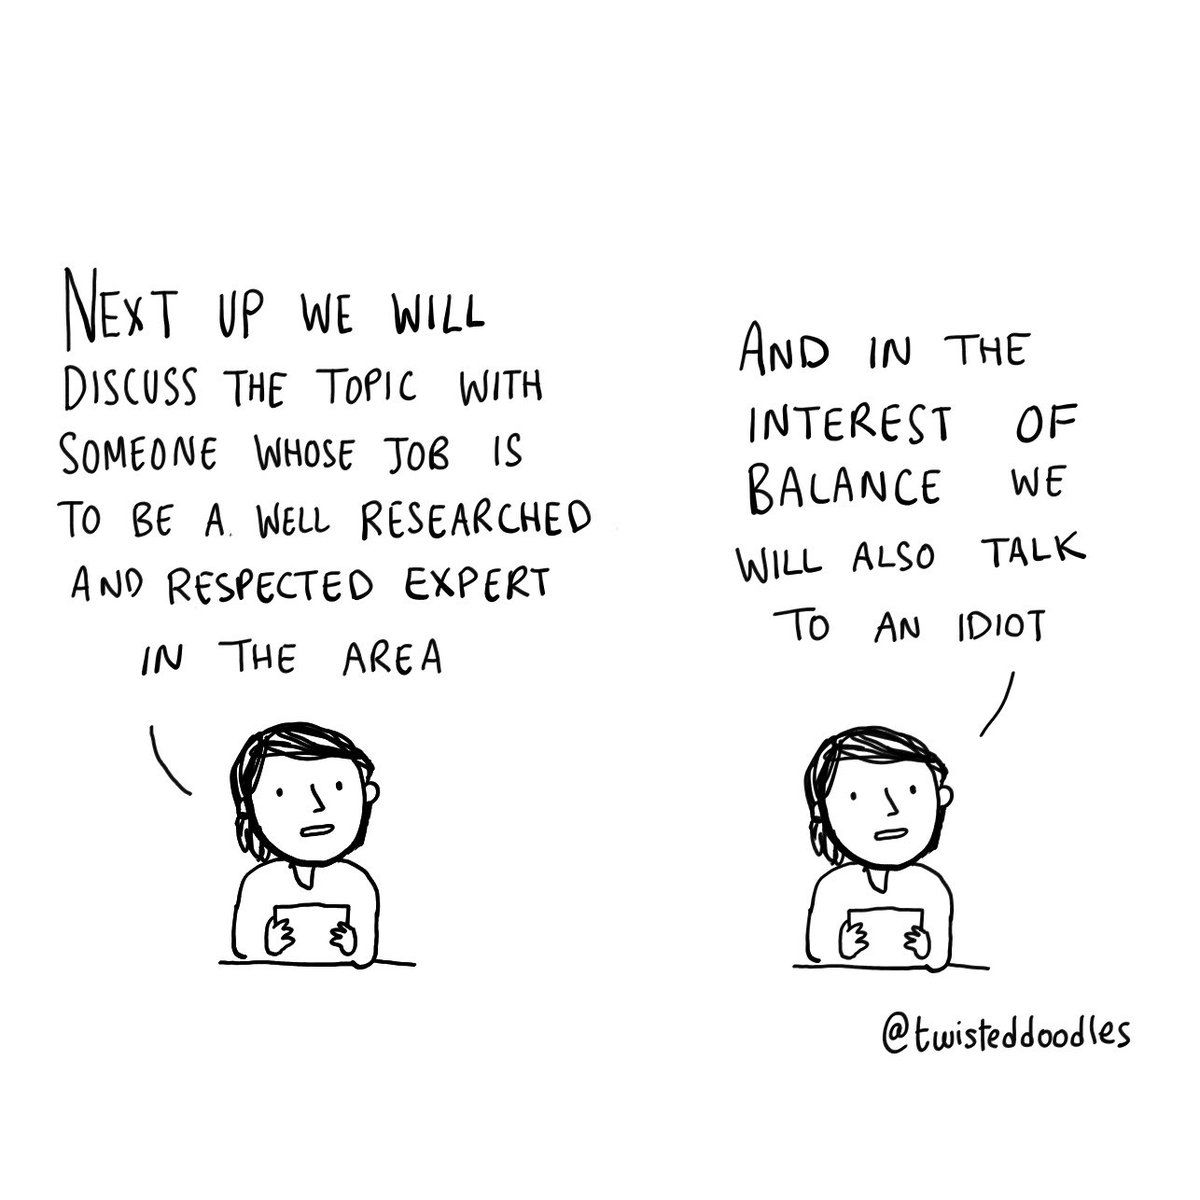 NEXT UP WE WILL
DISCUSS THE TOPIC WITH
SOMEONE WHOSE JOB IS
TO BE A. WELL RESEARCHED
AND RESPECTED EXPERT
IN THE AREA
AND IN THE
INTEREST OF
BALANCE WE
WILL ALSO TALK
TO AN IDIOT
@twisteddoodles